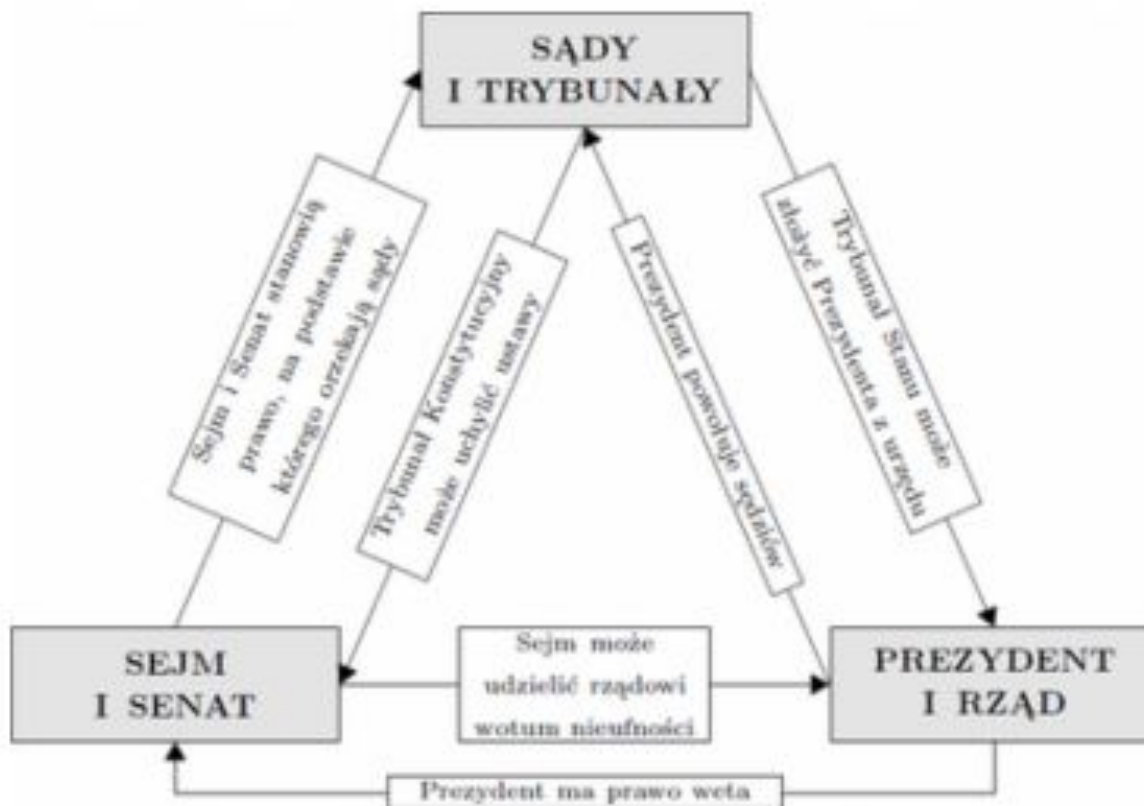 SĄDY
I TRYBUNAŁY
Sejm i Senat stanowią
prawo, na podstawie
którego orzekają sądy
Trybunał Konstytucyjny
może uchylić ustawy
Prezydent powołuje sędziów
Trybunał Stanu może
złożyć Prezydenta z urzędu
SEJM
I SENAT
Sejm może
udzielić rządowi
wotum nieufności
PREZYDENT
I RZĄD
Prezydent ma prawo weta